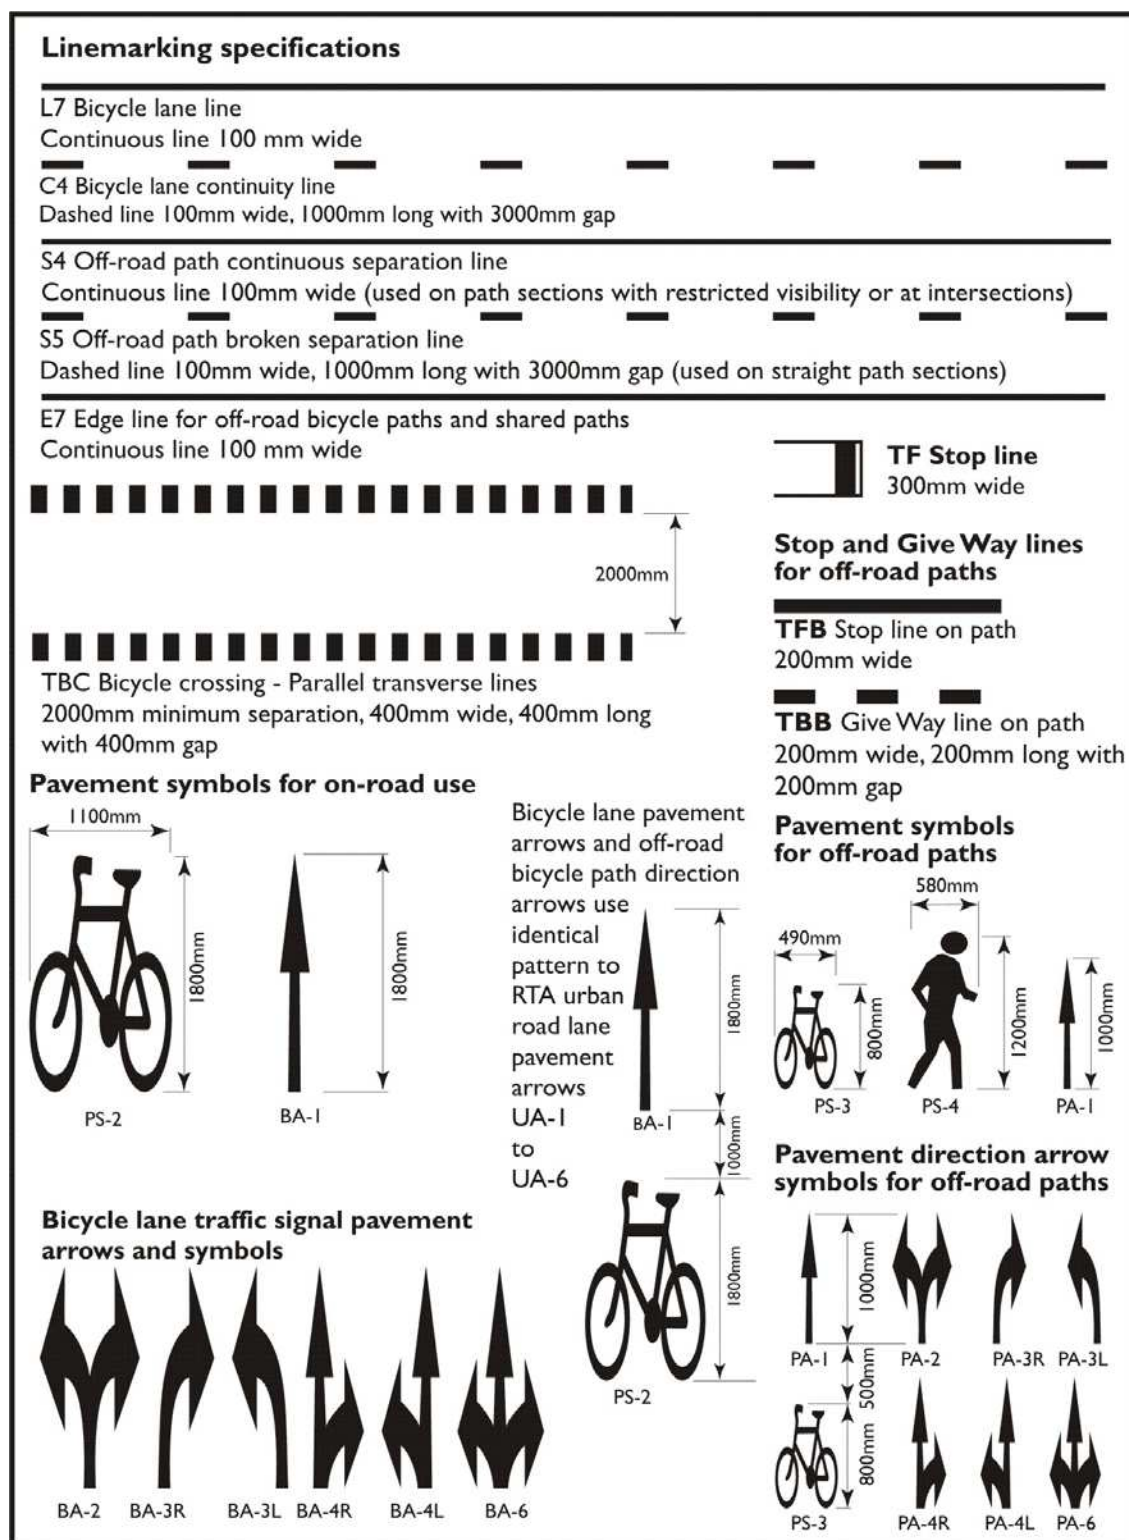 Linemarking specifications
L7 Bicycle lane line
Continuous line 100 mm wide
C4 Bicycle lane continuity line
Dashed line 100mm wide, 1000mm long with 3000mm gap
S4 Off-road path continuous separation line
Continuous line 100mm wide (used on path sections with restricted visibility or at intersections)
S5 Off-road path broken separation line
Dashed line 100mm wide, 1000mm long with 3000mm gap (used on straight path sections)
E7 Edge line for off-road bicycle paths and shared paths
Continuous line 100 mm wide
2000mm
TBC Bicycle crossing - Parallel transverse lines
2000mm minimum separation, 400mm wide, 400mm long
with 400mm gap
TF Stop line
300mm wide
Stop and Give Way lines
for off-road paths
TFB Stop line on path
200mm wide
TBB Give Way line on path
200mm wide, 200mm long with
200mm gap
Pavement symbols for on-road use
1100mm
1800mm
1800mm
PS-2
BA-1
Bicycle lane pavement
arrows and off-road
bicycle path direction
arrows use
identical
pattern to
RTA urban
road lane
pavement
arrows
UA-1
to
UA-6
1800mm
BA-1
1000mm
1800mm
PS-2
Pavement symbols
for off-road paths
580mm
490mm
800mm
1200mm
1000mm
PS-3
PS-4
PA-1
Bicycle lane traffic signal pavement
arrows and symbols
BA-2
BA-3R
BA-3L
BA-4R
BA-4L
BA-6
Pavement direction arrow
symbols for off-road paths
1000mm
PA-1
PA-2
PA-3R
PA-3L
500mm
800mm
PS-3
PA-4R
PA-4L
PA-6